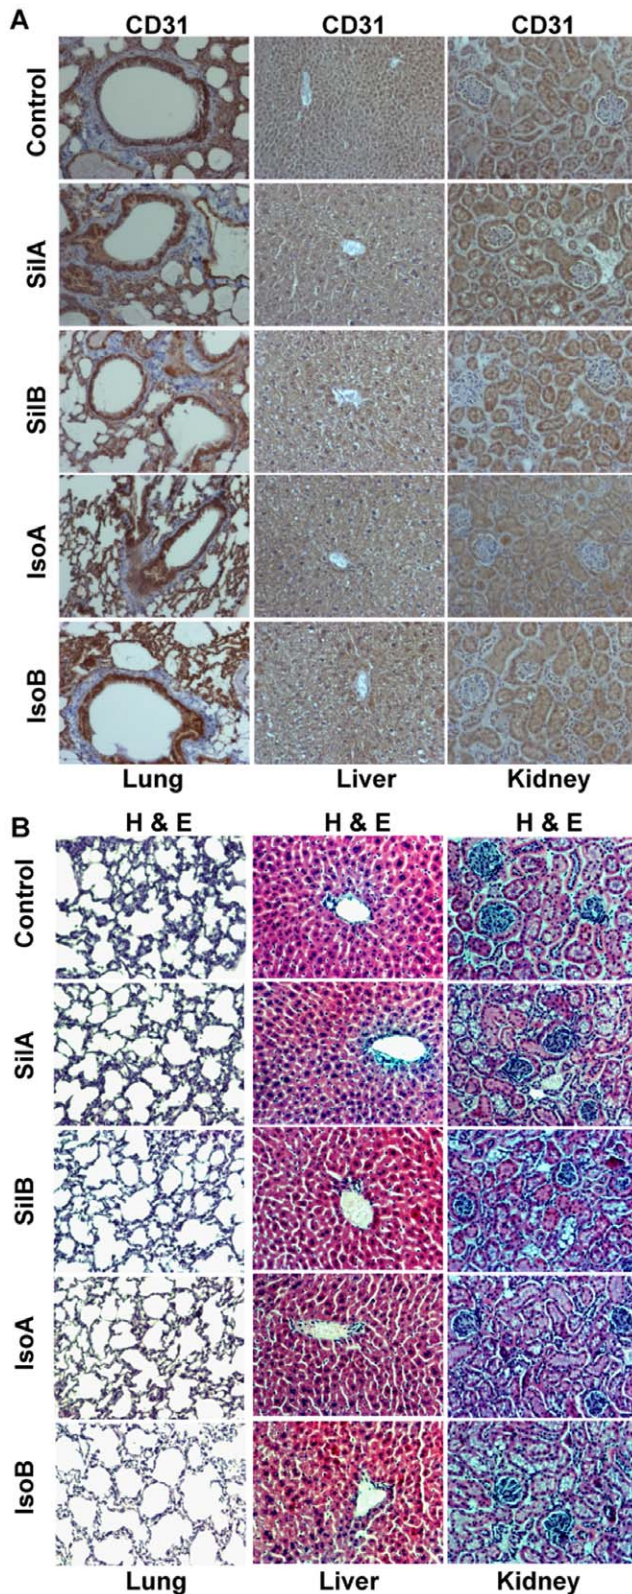 A
CD31 CD31 CD31
Control
SilA
SilB
IsoA
IsoB
Lung Liver Kidney
B
H & E H & E H & E
Control
SilA
SilB
IsoA
IsoB
Lung Liver Kidney